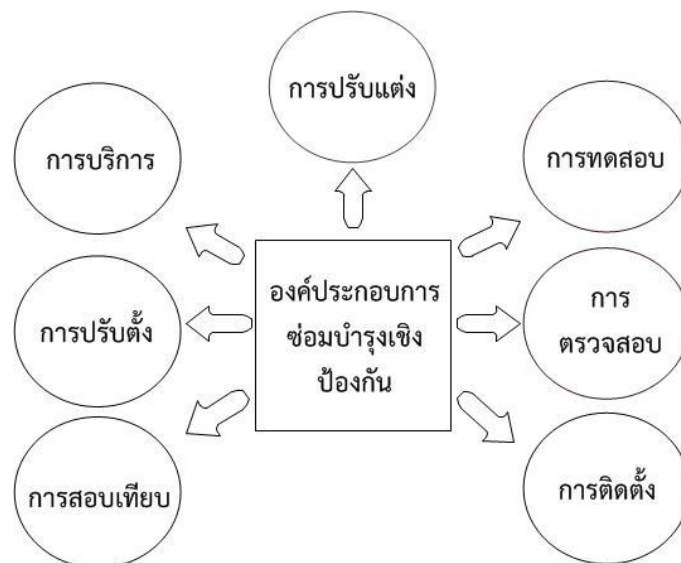 การปรับแต่ง
การบริการ
การทดสอบ
องค์ประกอบการ
ซ่อมบำรุงเชิง
ป้องกัน
การปรับตั้ง
การ
ตรวจสอบ
การสอบเทียบ
การติดตั้ง